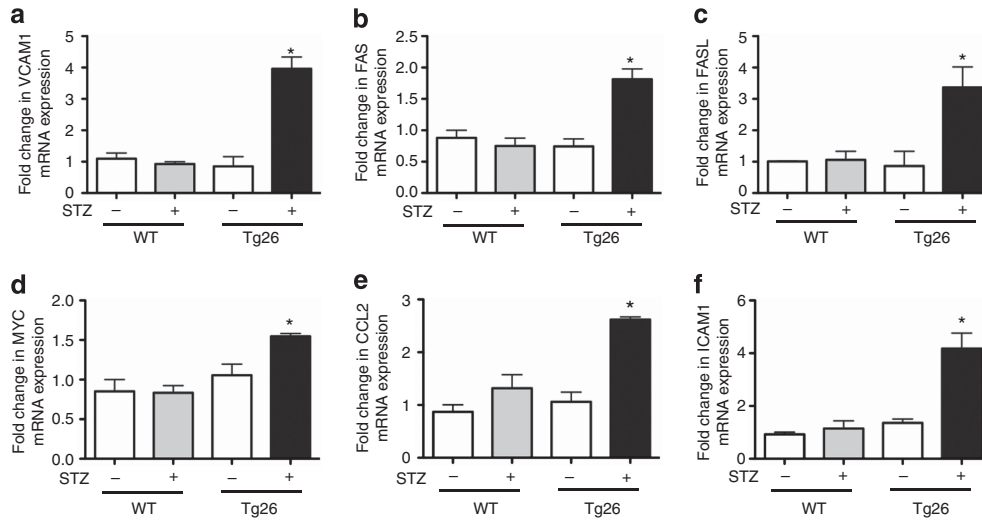 a
Fold change in VCAM1
mRNA expression
5
4
3
2
1
0
*
STZ – + – +
WT Tg26
b
Fold change in FAS
mRNA expression
2.5
2.0
1.5
1.0
0.5
0.0
*
STZ – + – +
WT Tg26
c
Fold change in FASL
mRNA expression
5
4
3
2
1
0
*
STZ – + – +
WT Tg26
d
Fold change in MYC
mRNA expression
2.0
1.5
1.0
0.5
0.0
*
STZ – + – +
WT Tg26
e
Fold change in CCL2
mRNA expression
3
2
1
0
*
STZ – + – +
WT Tg26
f
Fold change in ICAM1
mRNA expression
6
4
2
0
*
STZ – + – +
WT Tg26